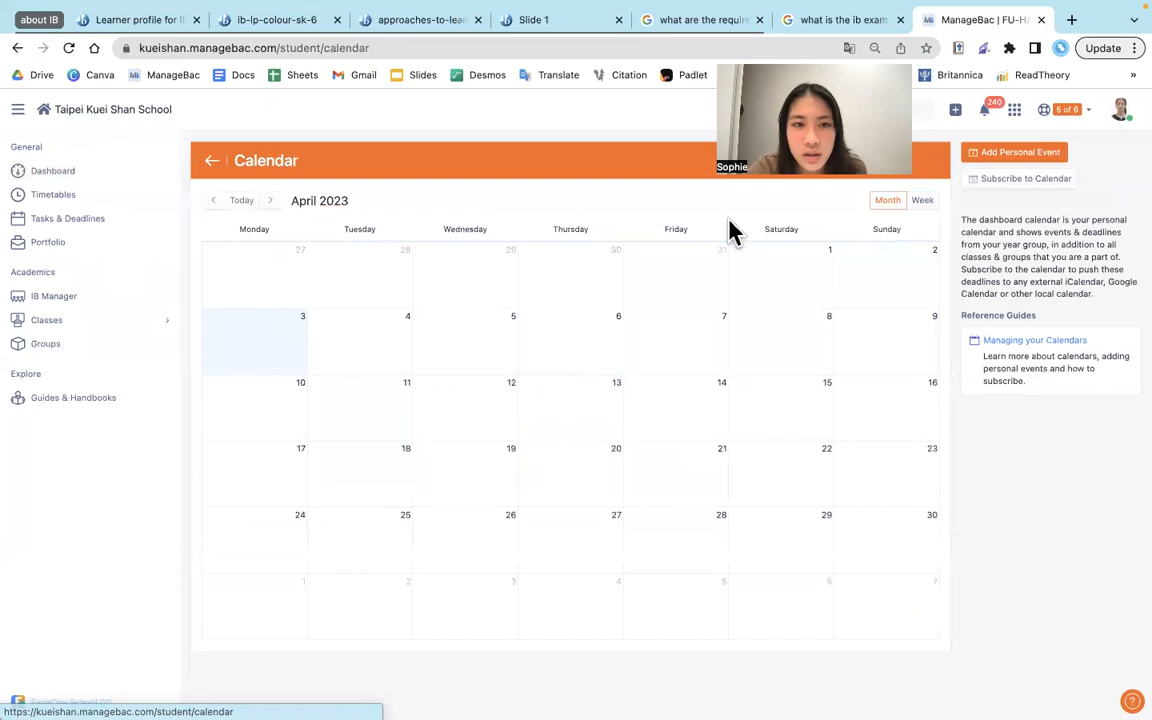 about IB
Learner profile for IB
ib-lp-colour-sk-6
approaches-to-lear
Slide 1
what are the require
what is the ib exam
ManageBac | FU-HA
kueishan.managebac.com/student/calendar
Update
Drive
Canva
ManageBac
Docs
Sheets
Gmail
Slides
Desmos
Translate
Citation
Padlet
Britannica
ReadTheory
»
Taipei Kuei Shan School
240
5 of 6
Sophie
General
Dashboard
Timetables
Tasks & Deadlines
Portfolio
Academics
IB Manager
Classes
Groups
Explore
Guides & Handbooks
Calendar
Today
April 2023
Month
Week
Monday Tuesday Wednesday Thursday Friday Saturday Sunday
27 28 29 30 31 1 2
3 4 5 6 7 8 9
10 11 12 13 14 15 16
17 18 19 20 21 22 23
24 25 26 27 28 29 30
1 2 3 4 5 6 7
Add Personal Event
Subscribe to Calendar
The dashboard calendar is your personal
calendar and shows events & deadlines
from your year group, in addition to all
classes & groups that you are a part of.
Subscribe to the calendar to push these
deadlines to any external iCalendar, Google
Calendar or other local calendar.
Reference Guides
Managing your Calendars
Learn more about calendars, adding
personal events and how to
subscribe.
https://kueishan.managebac.com/student/calendar